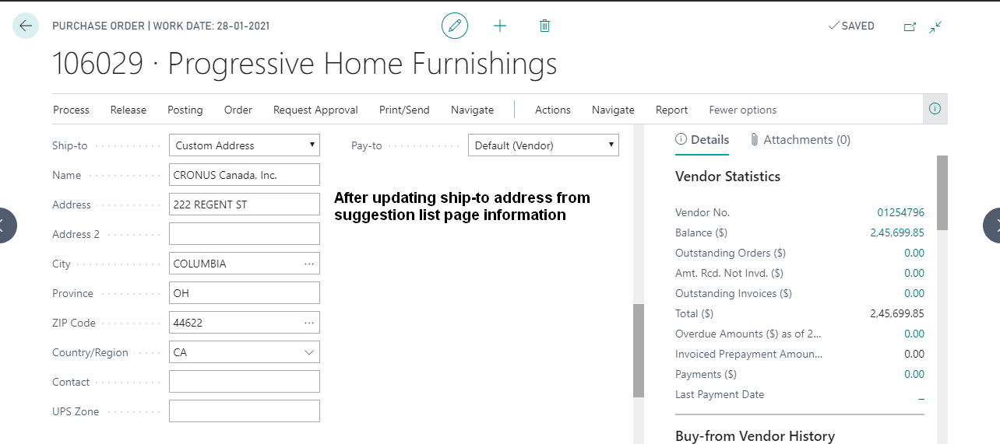 PURCHASE ORDER | WORK DATE: 28-01-2021
SAVED
106029 · Progressive Home Furnishings
Process Release Posting Order Request Approval Print/Send Navigate Actions Navigate Report Fewer options
Ship-to Custom Address
Pay-to Default (Vendor)
Name CRONUS Canada, Inc.
Address 222 REGENT ST
Address 2
City COLUMBIA
Province OH
ZIP Code 44622
Country/Region CA
Contact
UPS Zone
After updating ship-to address from
suggestion list page information
Details Attachments (0)
Vendor Statistics
Vendor No. 01254796
Balance ($) 2,45,699.85
Outstanding Orders ($) 0.00
Amt. Rcd. Not Invd. ($) 0.00
Outstanding Invoices ($) 0.00
Total ($) 2,45,699.85
Overdue Amounts ($) as of 2... 0.00
Invoiced Prepayment Amoun... 0.00
Payments ($) 0.00
Last Payment Date _
Buy-from Vendor History